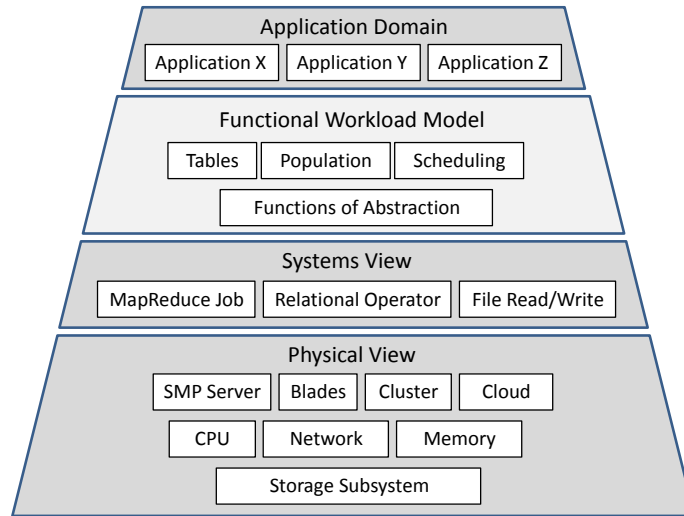 Application Domain
Application X Application Y Application Z
Functional Workload Model
Tables Population Scheduling
Functions of Abstraction
Systems View
MapReduce Job Relational Operator File Read/Write
Physical View
SMP Server Blades Cluster Cloud
CPU Network Memory
Storage Subsystem